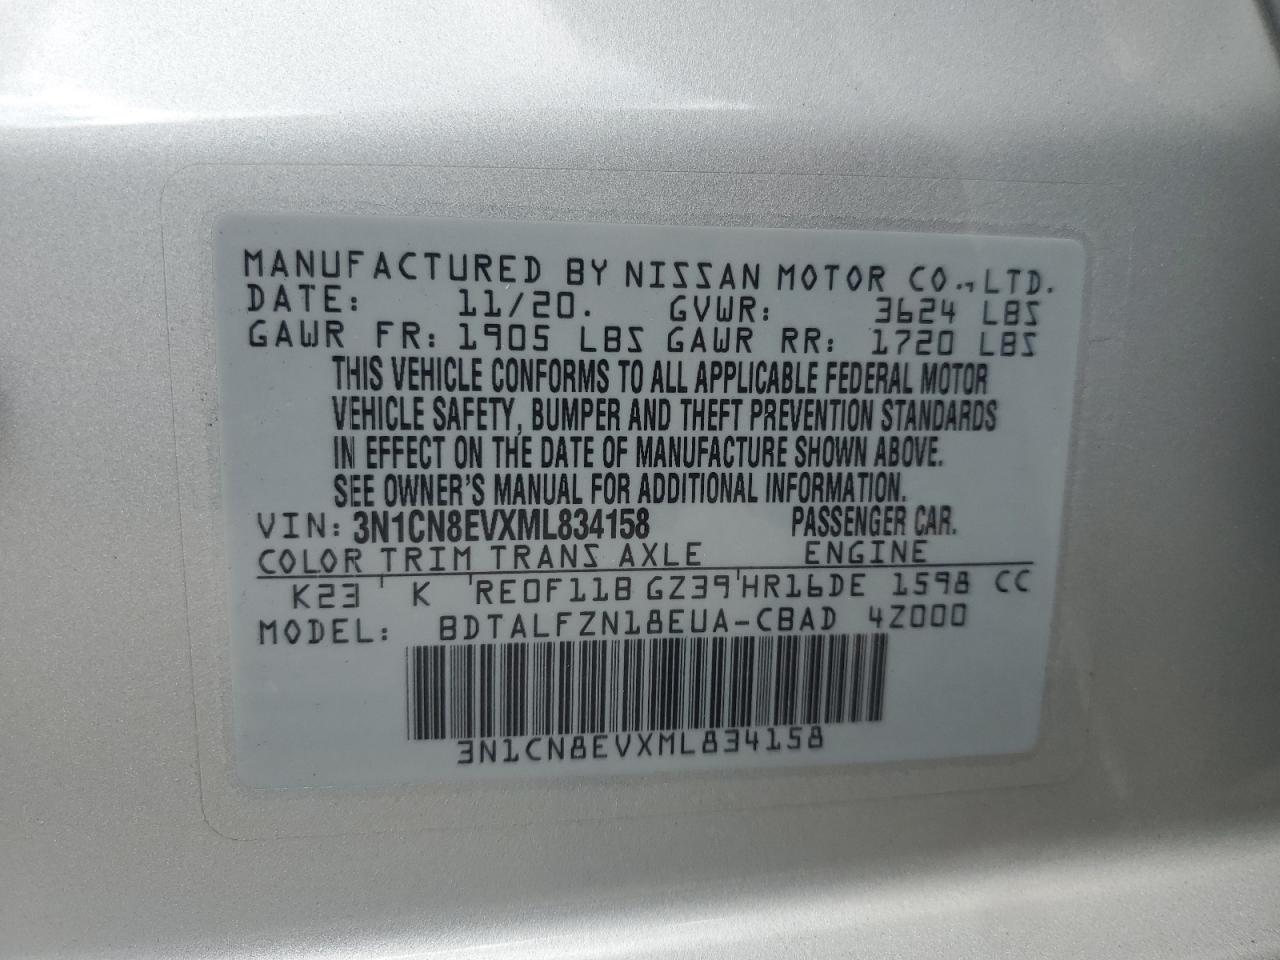 MANUFACTURED BY NISSAN MOTOR CO., LTD.
DATE: 11/20. GVWR: 3624 LBS
GAWR FR: 1905 LBS GAWR RR: 1720 LBS
THIS VEHICLE CONFORMS TO ALL APPLICABLE FEDERAL MOTOR
VEHICLE SAFETY, BUMPER AND THEFT PREVENTION STANDARDS
IN EFFECT ON THE DATE OF MANUFACTURE SHOWN ABOVE.
SEE OWNER'S MANUAL FOR ADDITIONAL INFORMATION.
VIN: 3N1CN8EVXML834158 PASSENGER CAR.
COLOR TRIM TRANS AXLE ENGINE
K23 K RE0F11B GZ39 HR16DE 1598 CC
MODEL: BDTALFZN18EUA-CBAD 4Z000
3N1CN8EVXML834158